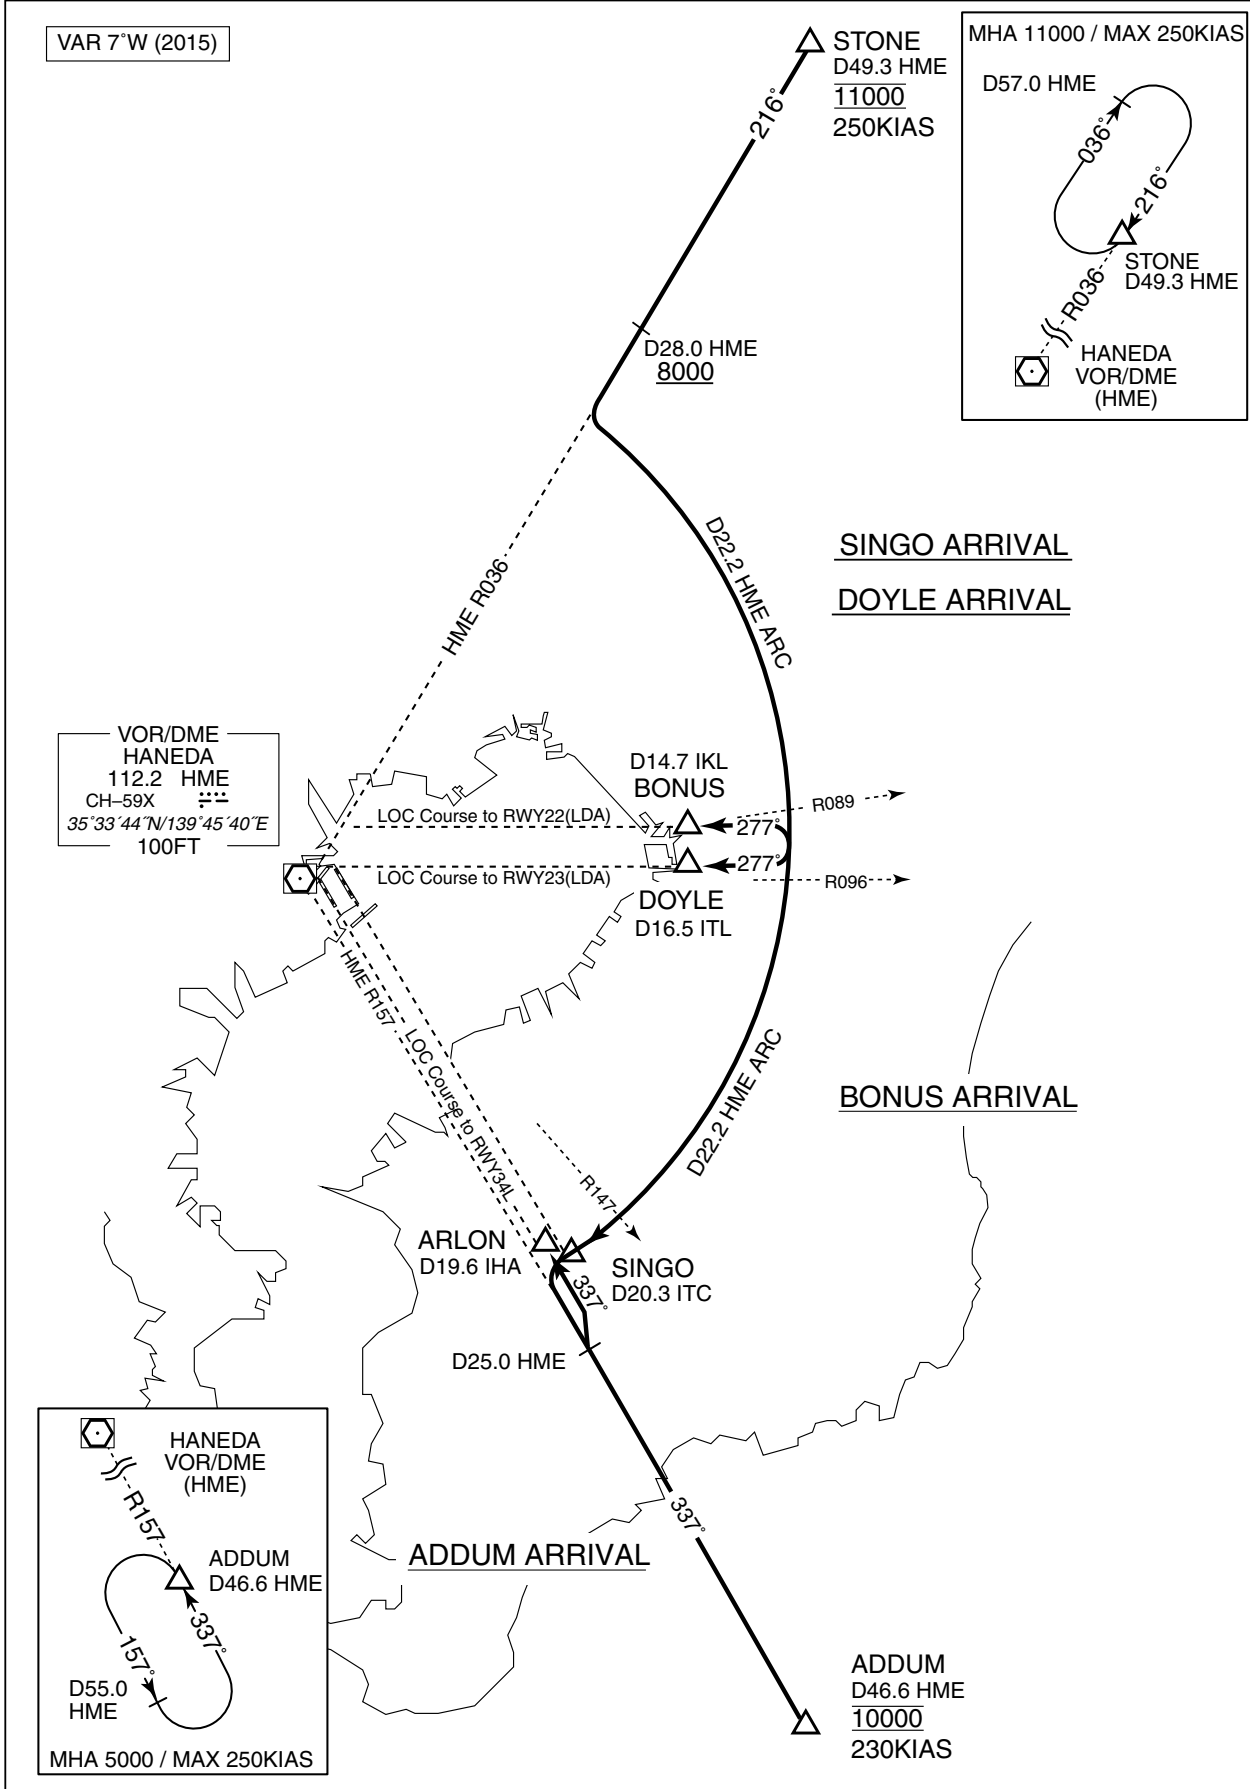 VAR 7°W (2015)
STONE
D49.3 HME
11000
250KIAS
216°
MHA 11000 / MAX 250KIAS
D57.0 HME
036°
216°
STONE
D49.3 HME
R036
HANEDA
VOR/DME
(HME)
D28.0 HME
8000
D22.2 HME ARC
SINGO ARRIVAL
DOYLE ARRIVAL
HME R036
VOR/DME
HANEDA
112.2 HME
CH–59X
35°33´44˝N/139°45´40˝E
100FT
D14.7 IKL
BONUS
R089
LOC Course to RWY22(LDA)
277°
277°
LOC Course to RWY23(LDA)
R096
DOYLE
D16.5 ITL
HME R157
LOC Course to RWY34L
D22.2 HME ARC
BONUS ARRIVAL
R147
ARLON
D19.6 IHA
SINGO
D20.3 ITC
337°
D25.0 HME
HANEDA
VOR/DME
(HME)
R157
337°
ADDUM ARRIVAL
ADDUM
D46.6 HME
337°
157°
D55.0
HME
MHA 5000 / MAX 250KIAS
ADDUM
D46.6 HME
10000
230KIAS